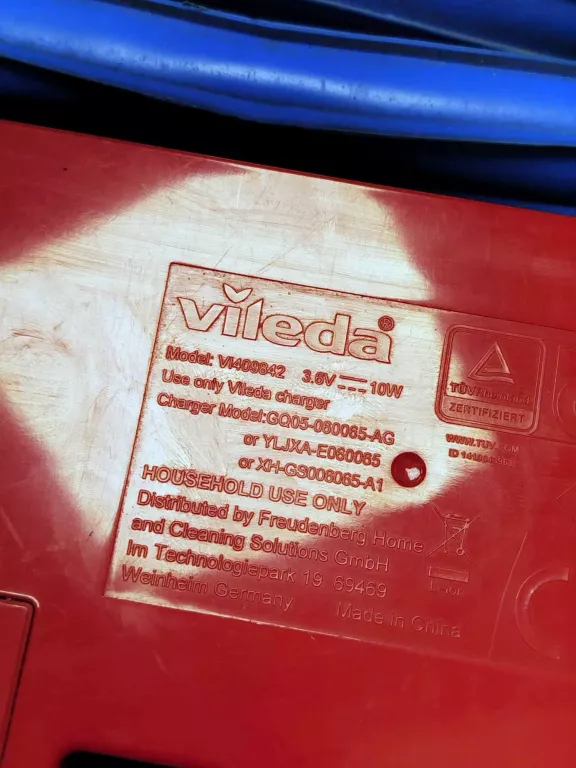 vileda®
Model: VI409842 3.6V 10W
Use only Vileda charger
Charger Model:GQ05-060065-AG
or YLJXA-E060065
or XH-GS006065-A1
HOUSEHOLD USE ONLY
Distributed by Freudenberg Home
and Cleaning Solutions GmbH
Im Technologiepark 19 69469
Weinheim Germany Made in China
ZERTIFIZIERT
ID